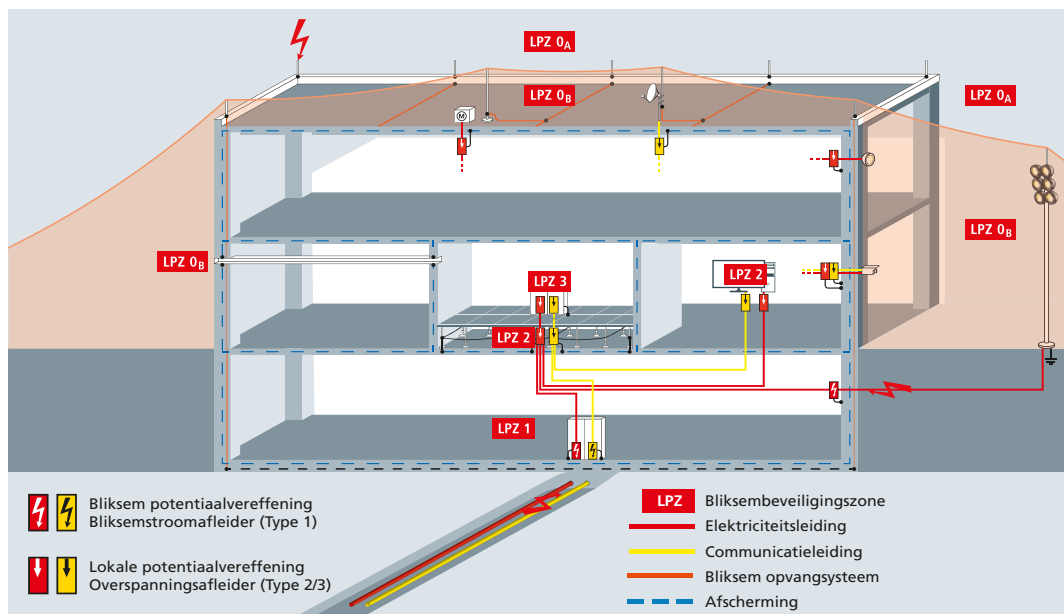 LPZ 0A
LPZ 0B
LPZ 0A
M
LPZ 0B
LPZ 0B
LPZ 3
LPZ 2
LPZ 2
LPZ 1
Bliksem potentiaalvereffening
Bliksemstroomafleider (Type 1)
Lokale potentiaalvereffening
Overspanningsafleider (Type 2/3)
LPZ Bliksembeveiligingszone
Elektriciteitsleiding
Communicatieleiding
Bliksem opvangsysteem
Afscherming